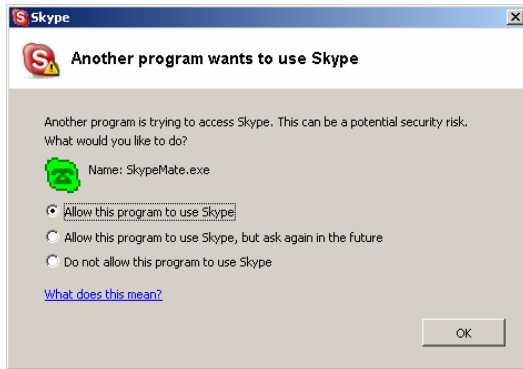 Skype
Another program wants to use Skype
Another program is trying to access Skype. This can be a potential security risk.
What would you like to do?
Name: SkypeMate.exe
Allow this program to use Skype
Allow this program to use Skype, but ask again in the future
Do not allow this program to use Skype
What does this mean?
OK